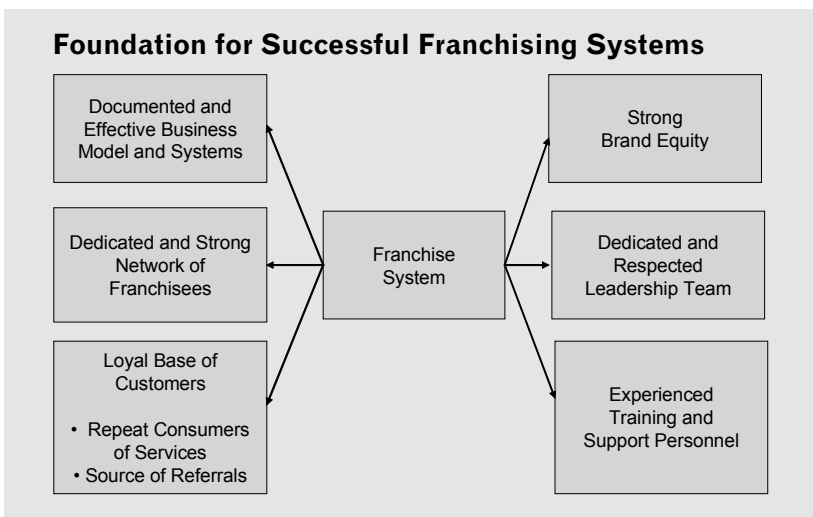 Foundation for Successful Franchising Systems
Documented and
Effective Business
Model and Systems
Dedicated and Strong
Network of
Franchisees
Loyal Base of
Customers
• Repeat Consumers
of Services
• Source of Referrals
Franchise
System
Strong
Brand Equity
Dedicated and
Respected
Leadership Team
Experienced
Training and
Support Personnel